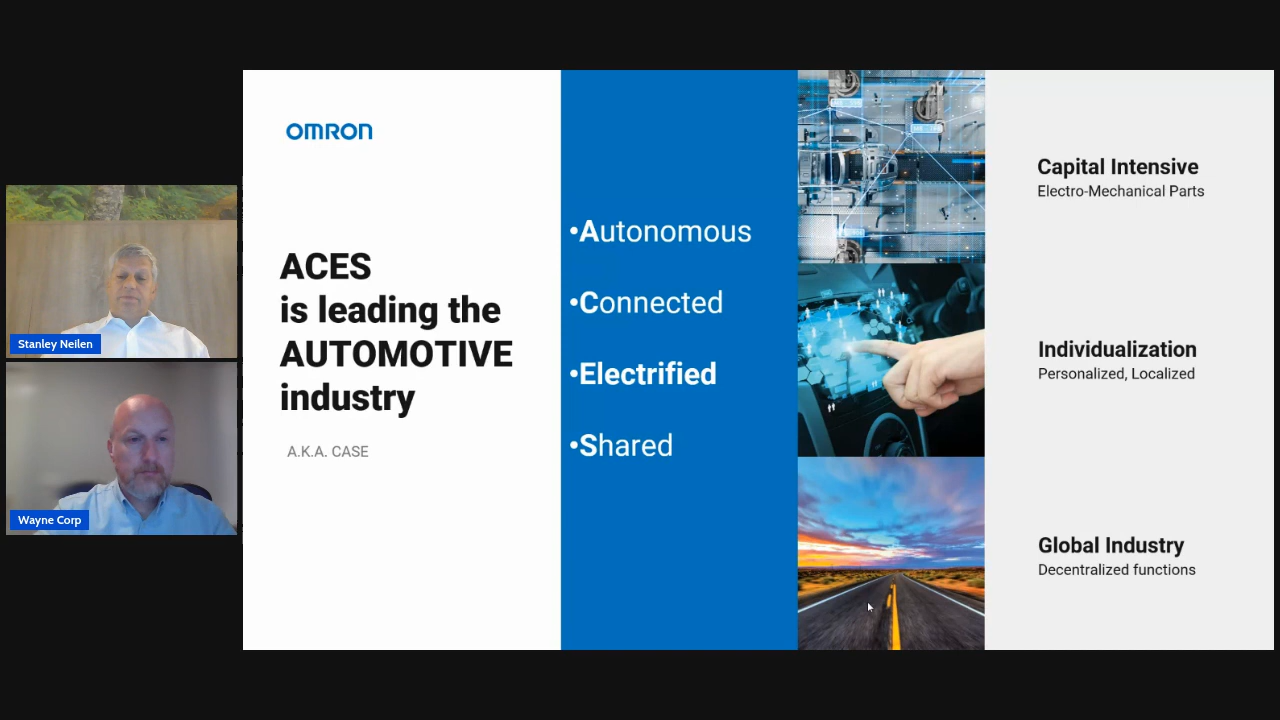 Stanley Neilen
Wayne Corp
OMRON
ACES
is leading the
AUTOMOTIVE
industry
A.K.A. CASE
•Autonomous
•Connected
•Electrified
•Shared
Capital Intensive
Electro-Mechanical Parts
Individualization
Personalized, Localized
Global Industry
Decentralized functions